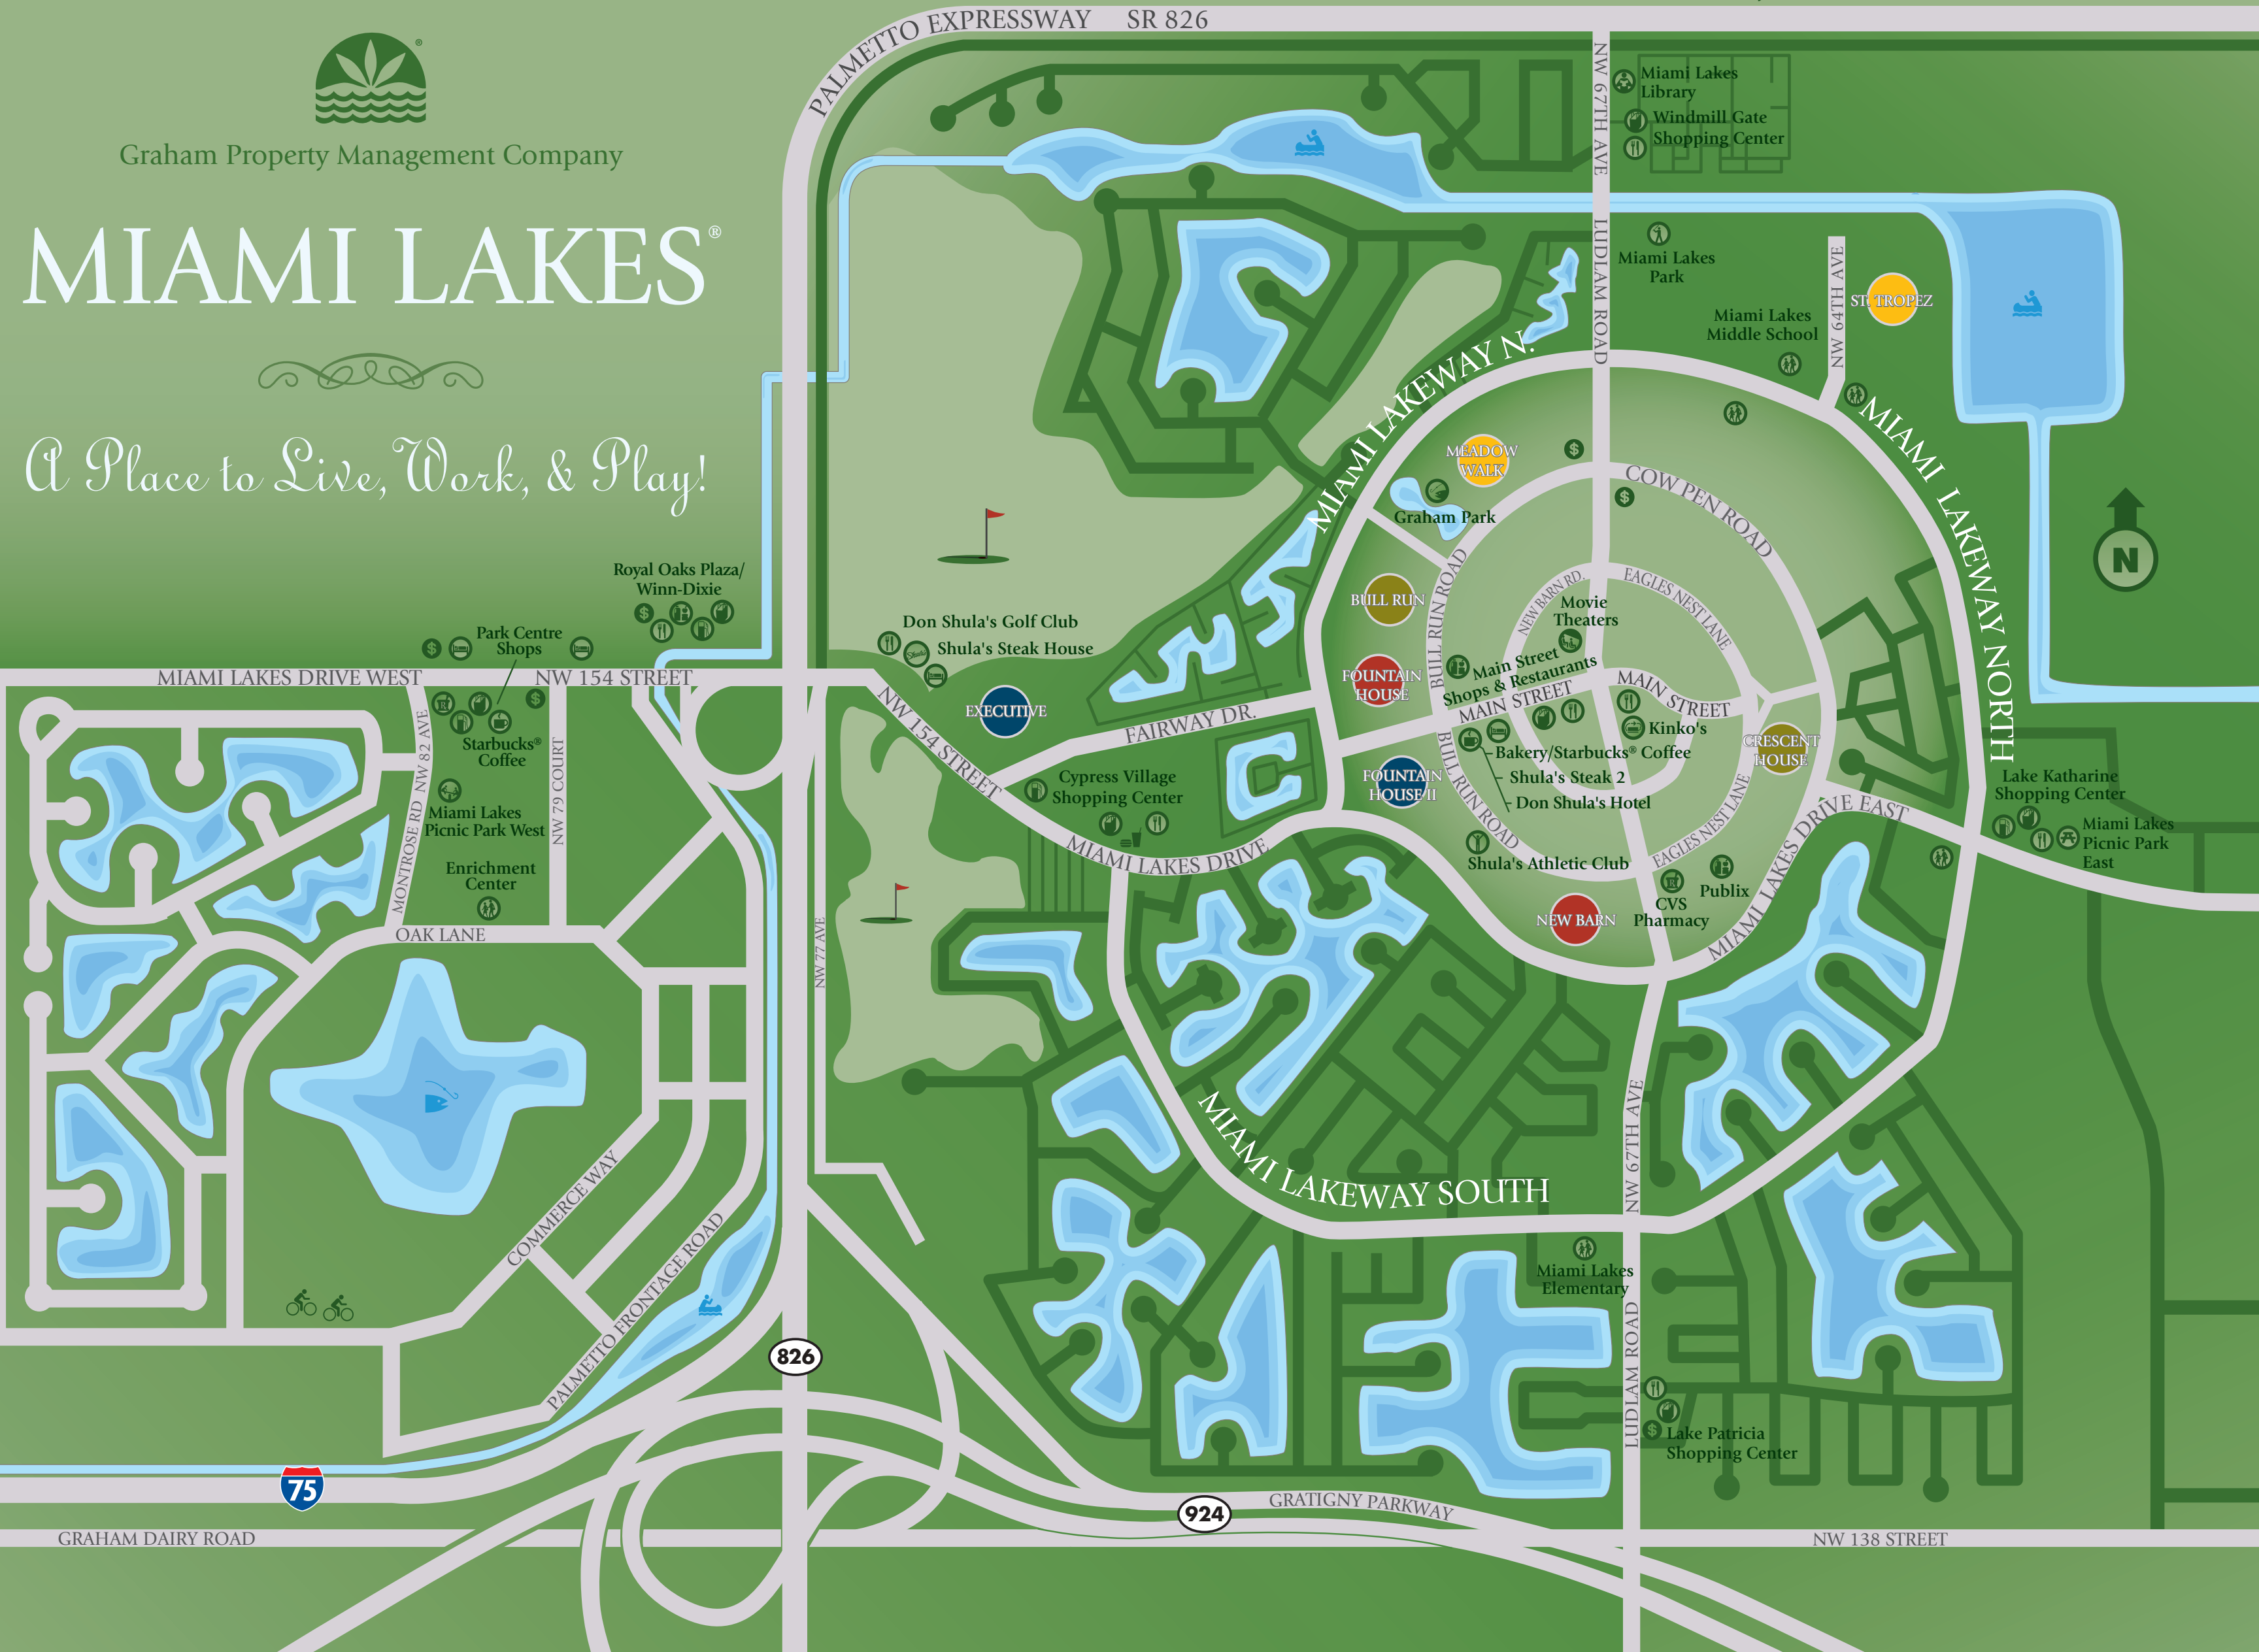 PALMETTO EXPRESSWAY SR 826
®
Graham Property Management Company
MIAMI LAKES®
A Place to Live, Work, & Play!
NW 67TH AVE
Miami Lakes
Library
Windmill Gate
Shopping Center
LUDLAM ROAD
Miami Lakes
Park
NW 64TH AVE
ST. TROPEZ
Miami Lakes
Middle School
MIAMI LAKEWAY N.
MIAMI LAKEWAY NORTH
MEADOW
WALK
$
Graham Park
$
COW PEN ROAD
N
BULL RUN
BULL RUN ROAD
NEW BARN RD.
EAGLES NEST LANE
Movie
Theaters
Royal Oaks Plaza/
Winn-Dixie
$
Park Centre
Shops
$
MIAMI LAKES DRIVE WEST
NW 154 STREET
$
Starbucks®
Coffee
NW 82 AVE
MONTROSE RD
NW 79 COURT
Miami Lakes
Picnic Park West
Enrichment
Center
OAK LANE
Don Shula's Golf Club
Shula's Steak House
EXECUTIVE
NW 154 STREET
FAIRWAY DR.
Cypress Village
Shopping Center
MIAMI LAKES DRIVE
FOUNTAIN
HOUSE
Main Street
Shops & Restaurants
MAIN STREET
MAIN STREET
Kinko's
Bakery/Starbucks® Coffee
Shula's Steak 2
Don Shula's Hotel
FOUNTAIN
HOUSE II
CRESCENT
HOUSE
BULL RUN ROAD
EAGLES NEST LANE
Shula's Athletic Club
NEW BARN
CVS
Pharmacy
Publix
MIAMI LAKES DRIVE EAST
Lake Katharine
Shopping Center
Miami Lakes
Picnic Park
East
NW 77 AVE
MIAMI LAKEWAY SOUTH
NW 67TH AVE
COMMERCE WAY
PALMETTO FRONTAGE ROAD
Miami Lakes
Elementary
LUDLAM ROAD
826
$
Lake Patricia
Shopping Center
75
924
GRATIGNY PARKWAY
GRAHAM DAIRY ROAD
NW 138 STREET